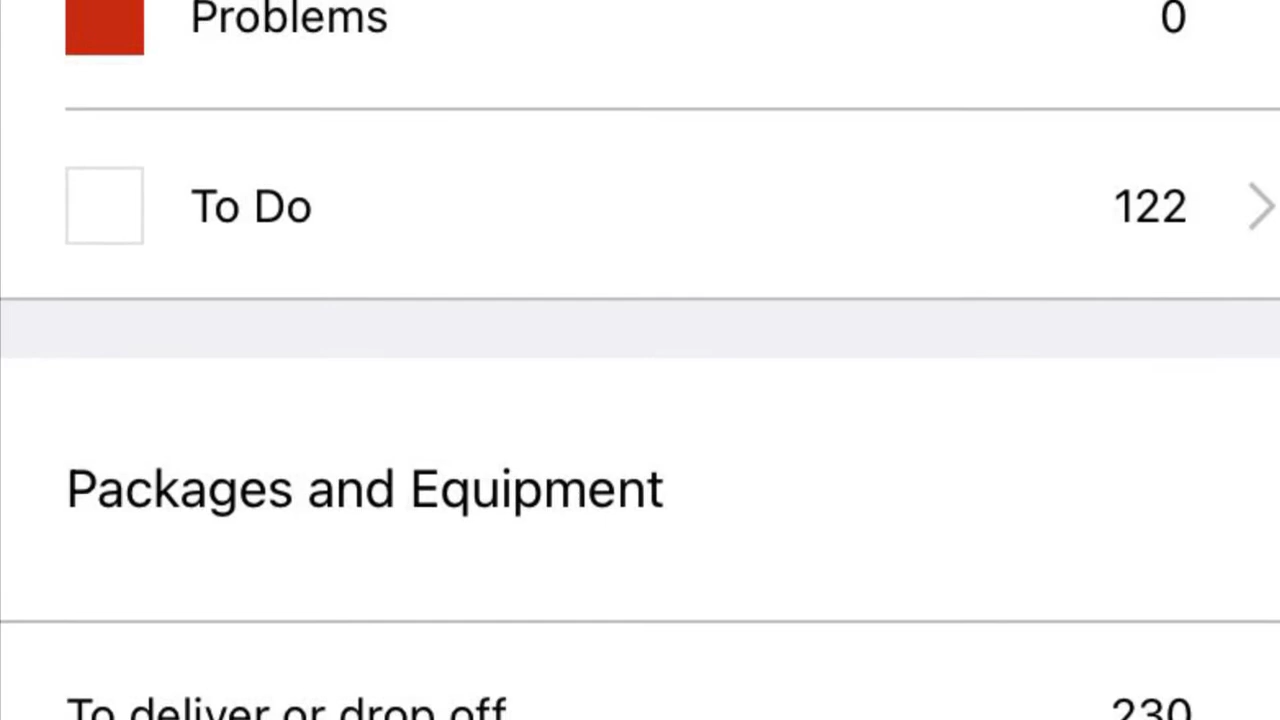 Problems 0
To Do 122
Packages and Equipment
To deliver or drop off 230